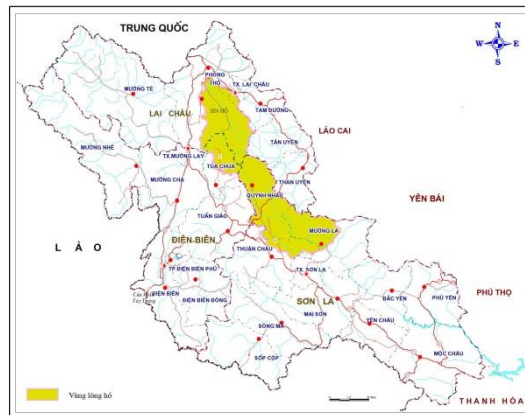 TRUNG QUỐC
N
W E
S
PHONG
THỔ
TX. LAI CHÂU
MƯỜNG TÈ
SÌN HỒ
TAM ĐƯỜNG
LAI CHÂU
LÀO CAI
TÂN UYÊN
MƯỜNG NHÉ
TX.MƯỜNG LAY
TỦA CHÙA
MƯỜNG CHÀ
THAN UYÊN
QUỲNH NHAI
YÊN BÁI
TUẦN GIÁO
MƯỜNG LA
ĐIỆN BIÊN
LÀO
THUẬN CHÂU
TP ĐIỆN BIÊN PHỦ
TX. SƠN LA
PHÚ THỌ
ĐIỆN BIÊN
ĐIỆN BIÊN ĐÔNG
Tây Trang
SƠN LA
BẮC YÊN
PHÙ YÊN
MAI SƠN
SÔNG MÃ
YÊN CHÂU
SỐP CỘP
MỘC CHÂU
Vùng lòng hồ
THANH HÓA